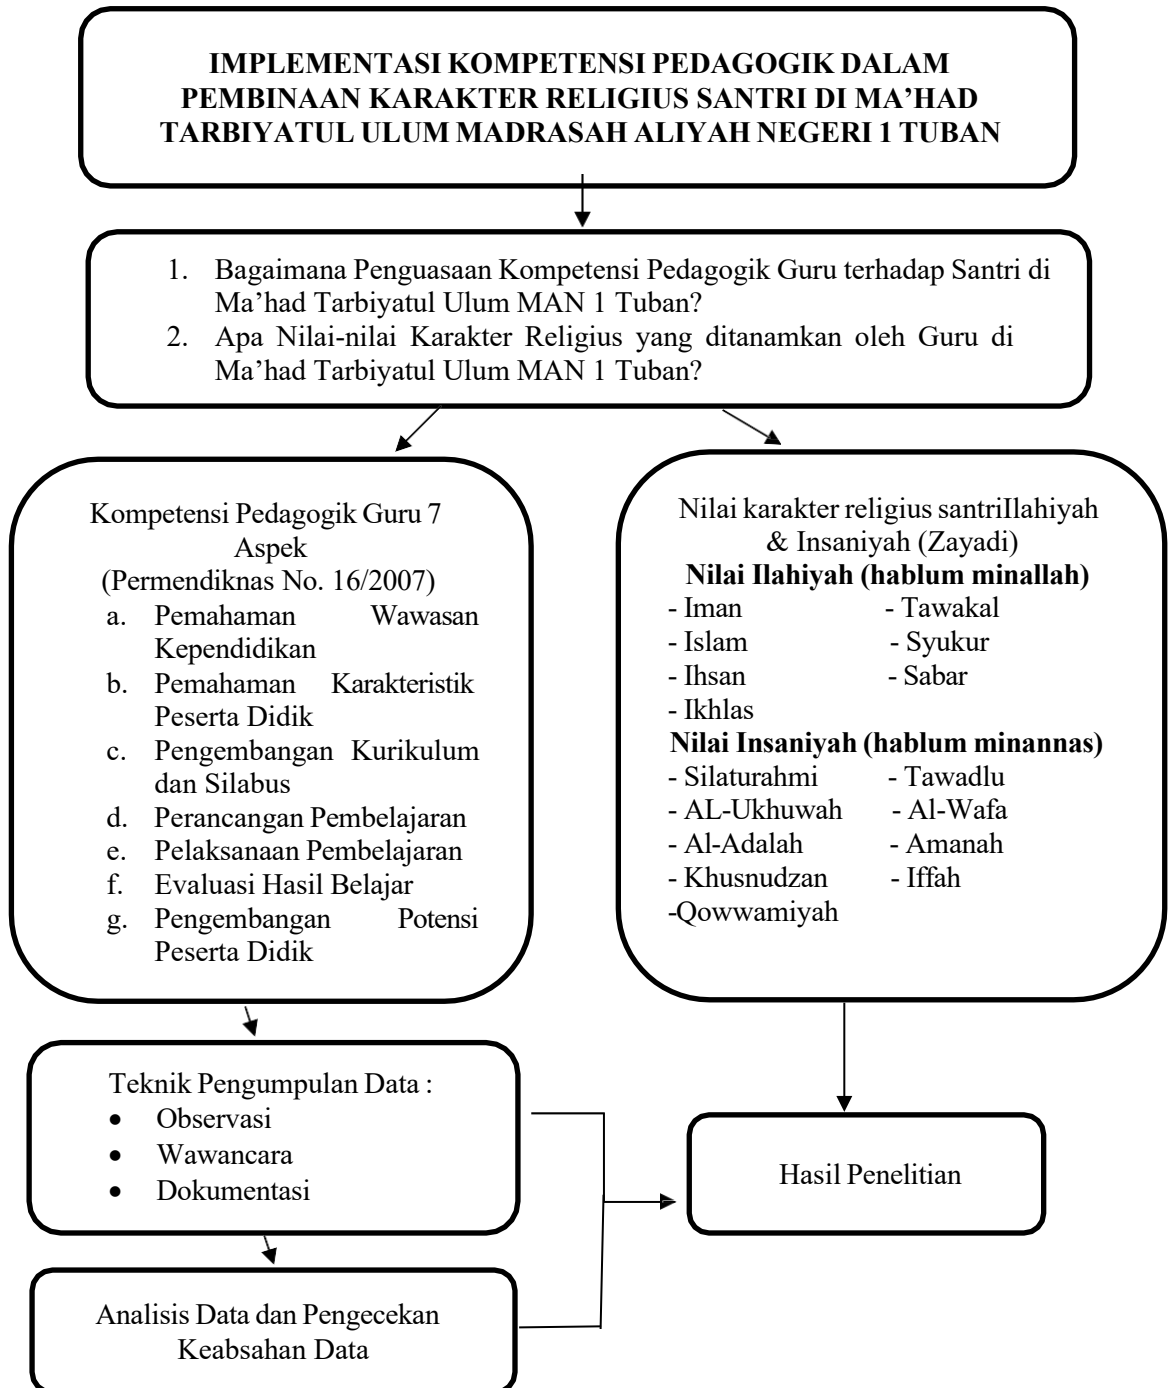 IMPLEMENTASI KOMPETENSI PEDAGOGIK DALAM
PEMBINAAN KARAKTER RELIGIUS SANTRI DI MA’HAD
TARBIYATUL ULUM MADRASAH ALIYAH NEGERI 1 TUBAN
1. Bagaimana Penguasaan Kompetensi Pedagogik Guru terhadap Santri di
Ma’had Tarbiyatul Ulum MAN 1 Tuban?
2. Apa Nilai-nilai Karakter Religius yang ditanamkan oleh Guru di
Ma’had Tarbiyatul Ulum MAN 1 Tuban?
Kompetensi Pedagogik Guru 7
Aspek
(Permendiknas No. 16/2007)
a. Pemahaman Wawasan
Kependidikan
b. Pemahaman Karakteristik
Peserta Didik
c. Pengembangan Kurikulum
dan Silabus
d. Perancangan Pembelajaran
e. Pelaksanaan Pembelajaran
f. Evaluasi Hasil Belajar
g. Pengembangan Potensi
Peserta Didik
Nilai karakter religius santriIlahiyah
& Insaniyah (Zayadi)
Nilai Ilahiyah (hablum minallah)
- Iman - Tawakal
- Islam - Syukur
- Ihsan - Sabar
- Ikhlas
Nilai Insaniyah (hablum minannas)
- Silaturahmi - Tawadlu
- AL-Ukhuwah - Al-Wafa
- Al-Adalah - Amanah
- Khusnudzan - Iffah
-Qowwamiyah
Teknik Pengumpulan Data :
• Observasi
• Wawancara
• Dokumentasi
Hasil Penelitian
Analisis Data dan Pengecekan
Keabsahan Data